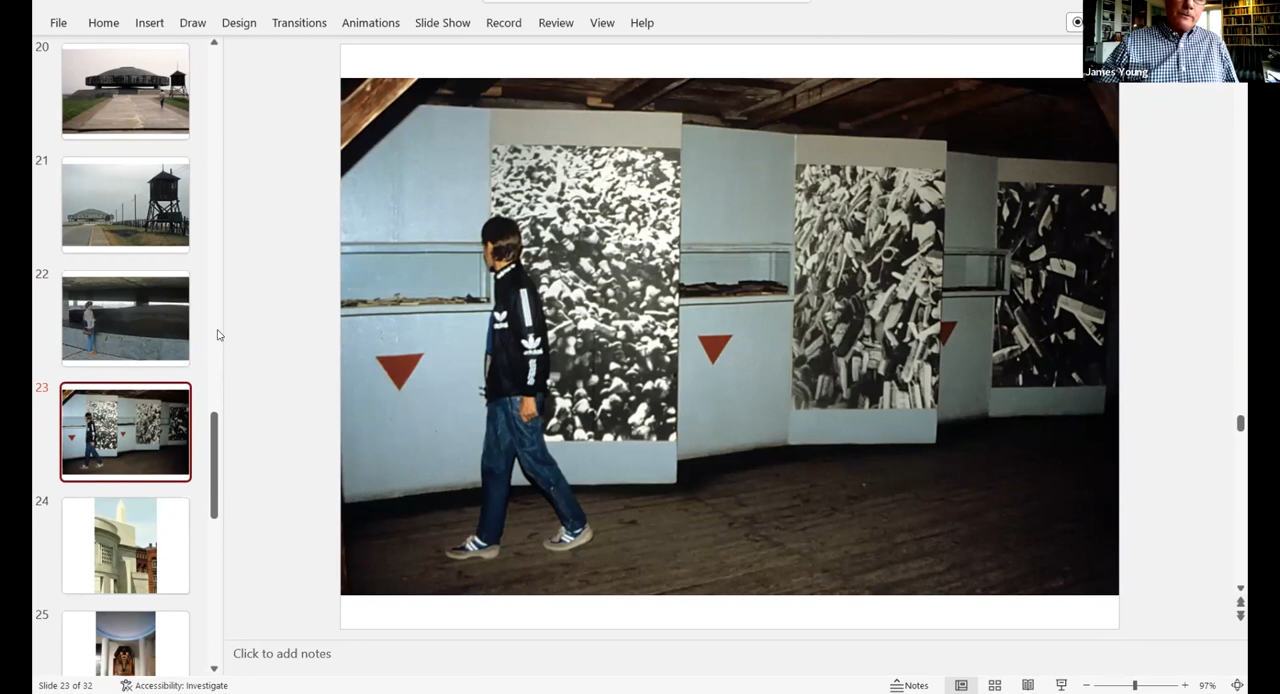 File Home Insert Draw Design Transitions Animations Slide Show Record Review View Help
James Young
20
21
22
23
24
25
adidas
Click to add notes
Slide 23 of 32 Accessibility: Investigate Notes 97%